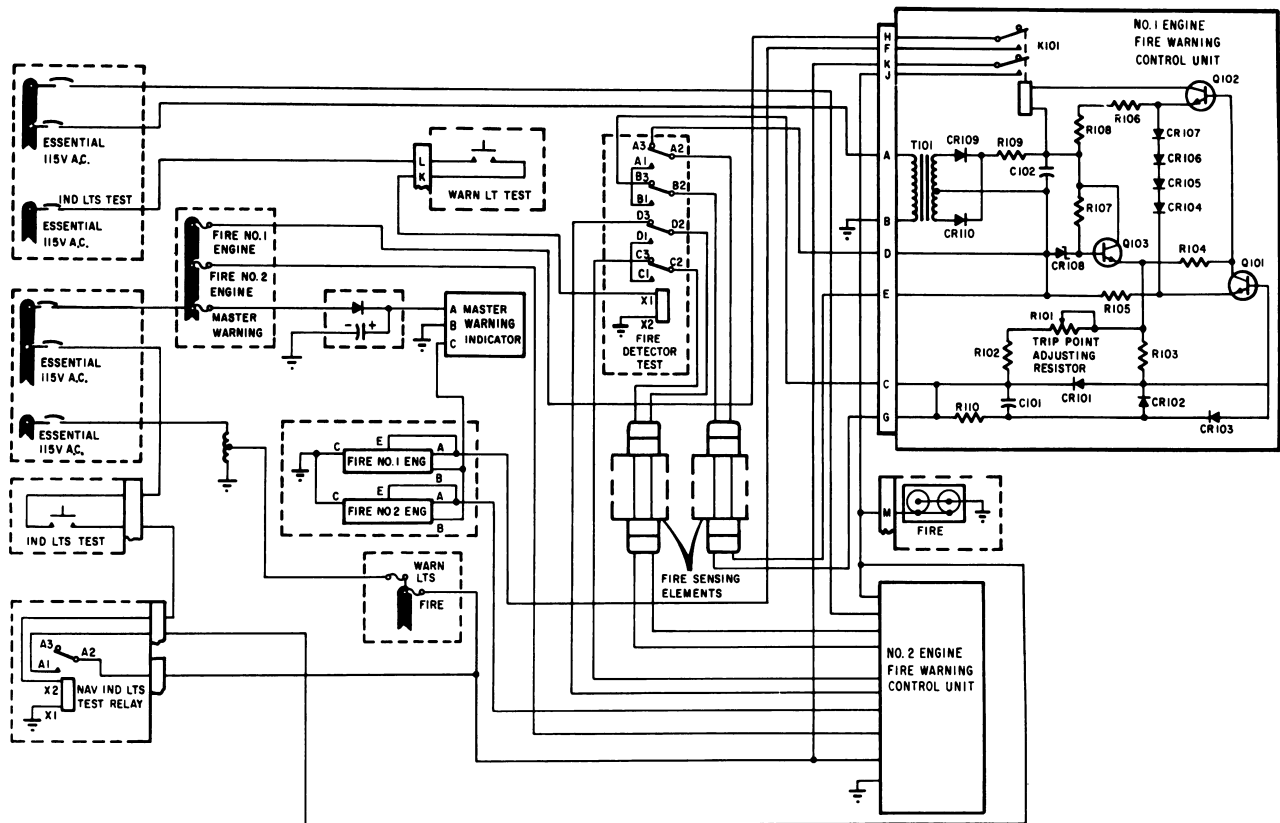 NO. 1 ENGINE
FIRE WARNING
CONTROL UNIT
H
F
K
J
K101
Q102
ESSENTIAL
115V A.C.
IND LTS TEST
ESSENTIAL
115V A.C.
L
K
WARN LT TEST
A3
A2
A1
B3
B2
B1
D3
D2
D1
C3
C2
C1
X1
X2
FIRE
DETECTOR
TEST
A
B
D
E
C
G
T101
CR109
CR110
R109
C102
R108
R106
R107
CR107
CR106
CR105
CR104
Q103
CR108
R104
Q101
R105
R101
TRIP POINT
ADJUSTING
RESISTOR
R102
R103
CR101
CR102
C101
R110
CR103
FIRE NO. 1
ENGINE
FIRE NO. 2
ENGINE
MASTER
WARNING
- +
A MASTER
B WARNING
C INDICATOR
ESSENTIAL
115V A.C.
ESSENTIAL
115V A.C.
C
E
A
FIRE NO. 1 ENG
B
C
E
A
FIRE NO 2 ENG
B
IND LTS TEST
WARN
LTS
FIRE
FIRE SENSING
ELEMENTS
M
FIRE
A3
A2
A1
X2
NAV IND LTS
TEST RELAY
X1
NO. 2 ENGINE
FIRE WARNING
CONTROL UNIT